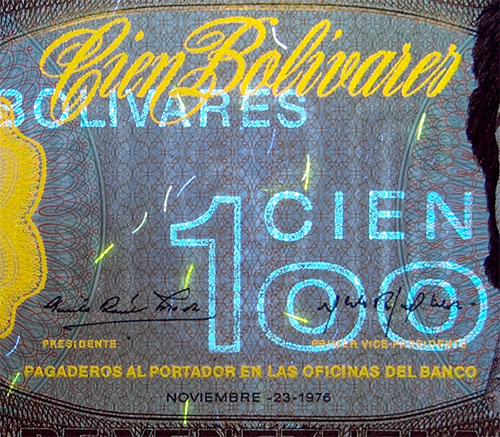 Cien Bolívares
BOLIVARES
CIEN
100
PRESIDENTE
PRIMER VICE-PRESIDENTE
PAGADEROS AL PORTADOR EN LAS OFICINAS DEL BANCO
NOVIEMBRE -23-1976